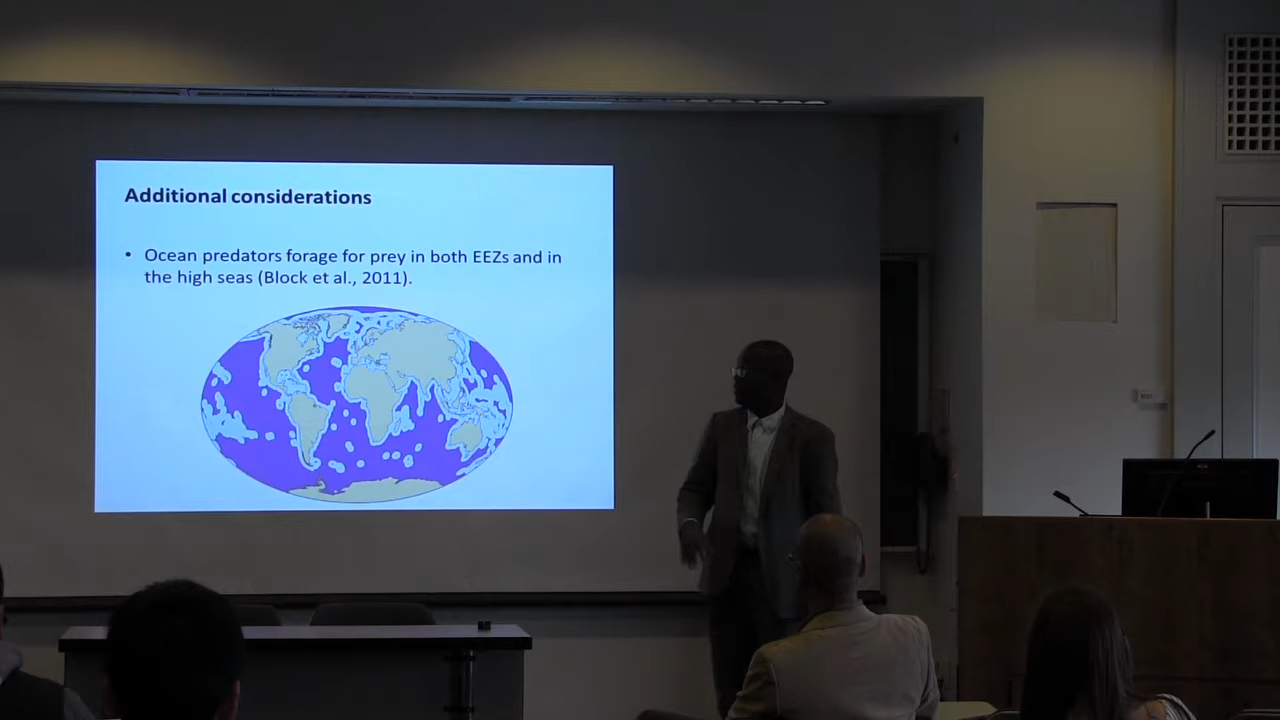 Additional considerations
• Ocean predators forage for prey in both EEZs and in
the high seas (Block et al., 2011).